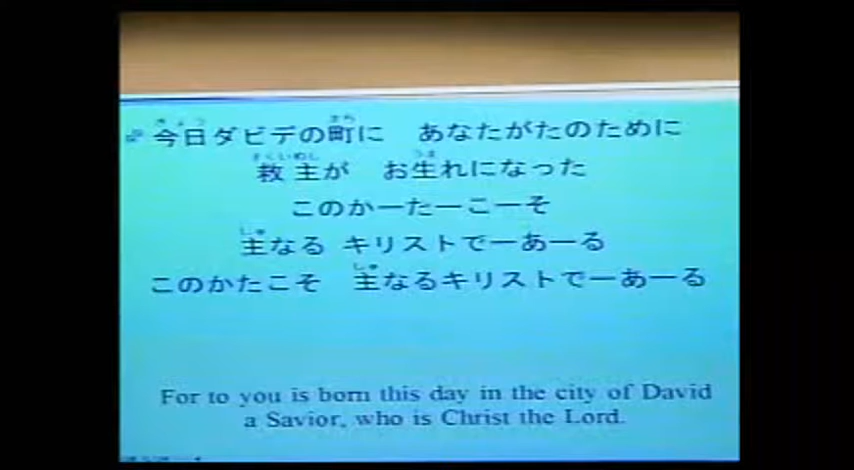 今日ダビデの町に　あなたがたのために
救主が　お生れになった
このかーたーこーそ
主なる キリストでーあーる
このかたこそ　主なるキリストでーあーる
For to you is born this day in the city of David
a Savior, who is Christ the Lord.